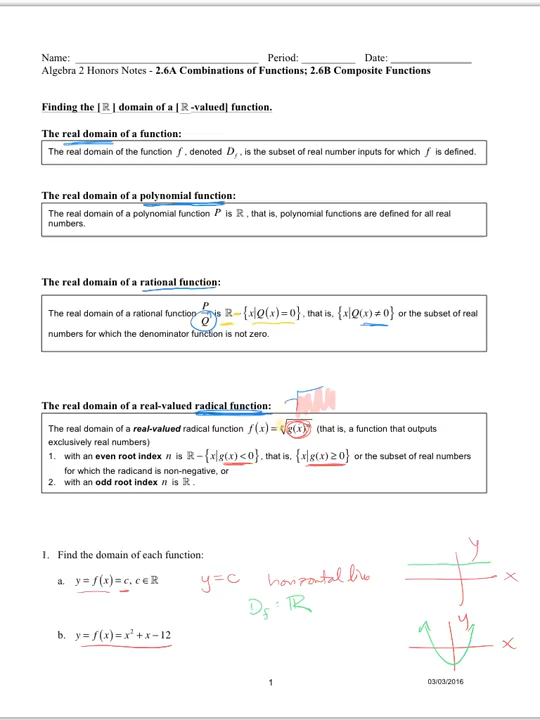 Name: ________________ Period: ________ Date: ____________
Algebra 2 Honors Notes - 2.6A Combinations of Functions; 2.6B Composite Functions
Finding the [ℝ] domain of a [ℝ-valued] function.
The real domain of a function:
The real domain of the function f, denoted D_f, is the subset of real number inputs for which f is defined.
The real domain of a polynomial function:
The real domain of a polynomial function P is ℝ, that is, polynomial functions are defined for all real
numbers.
The real domain of a rational function:
The real domain of a rational function P/Q is ℝ − {x|Q(x) = 0}, that is, {x|Q(x) ≠ 0} or the subset of real
numbers for which the denominator function is not zero.
The real domain of a real-valued radical function: √
The real domain of a real-valued radical function f(x) = ⁿ√g(x) (that is, a function that outputs
exclusively real numbers)
1. with an even root index n is ℝ − {x|g(x) < 0}, that is, {x|g(x) ≥ 0} or the subset of real numbers
for which the radicand is non-negative, or
2. with an odd root index n is ℝ.
1. Find the domain of each function:
a. y = f(x) = c, c ∈ ℝ y = c horizontal line y x
D_f : ℝ
b. y = f(x) = x² + x − 12 y x
1
03/03/2016